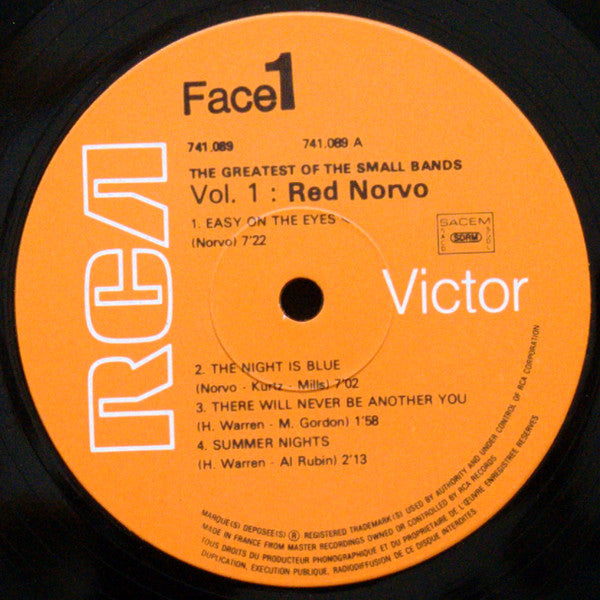 Face 1
741.089 741.089 A
THE GREATEST OF THE SMALL BANDS
Vol. 1 : Red Norvo
1. EASY ON THE EYES
(Norvo) 7'22
SACEM
SDRM
RCA
Victor
2. THE NIGHT IS BLUE
(Norvo - Kurtz - Mills) 7'02
3. THERE WILL NEVER BE ANOTHER YOU
(H. Warren - M. Gordon) 1'58
4. SUMMER NIGHTS
(H. Warren - Al Rubin) 2'13
MARQUE(S) DEPOSEE(S) ® REGISTERED TRADEMARK(S) USED BY AUTHORITY AND UNDER CONTROL OF RCA CORPORATION
MADE IN FRANCE FROM MASTER RECORDINGS OWNED OR CONTROLLED BY RCA RECORDS
TOUS DROITS DU PRODUCTEUR PHONOGRAPHIQUE ET DU PROPRIETAIRE DE L'ŒUVRE ENREGISTREE RESERVES
DUPLICATION, EXECUTION PUBLIQUE, RADIODIFFUSION DE CE DISQUE INTERDITES.